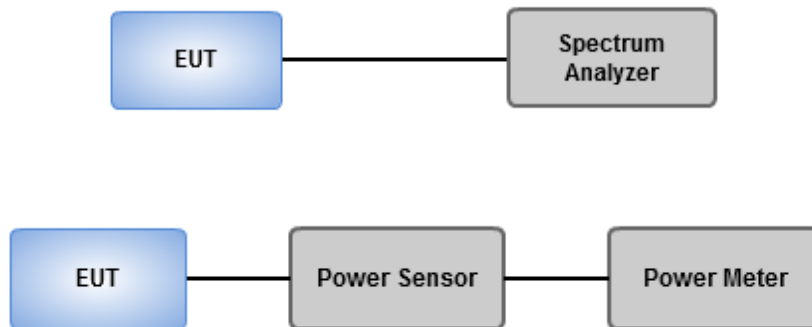 EUT
Spectrum
Analyzer
EUT
Power Sensor
Power Meter